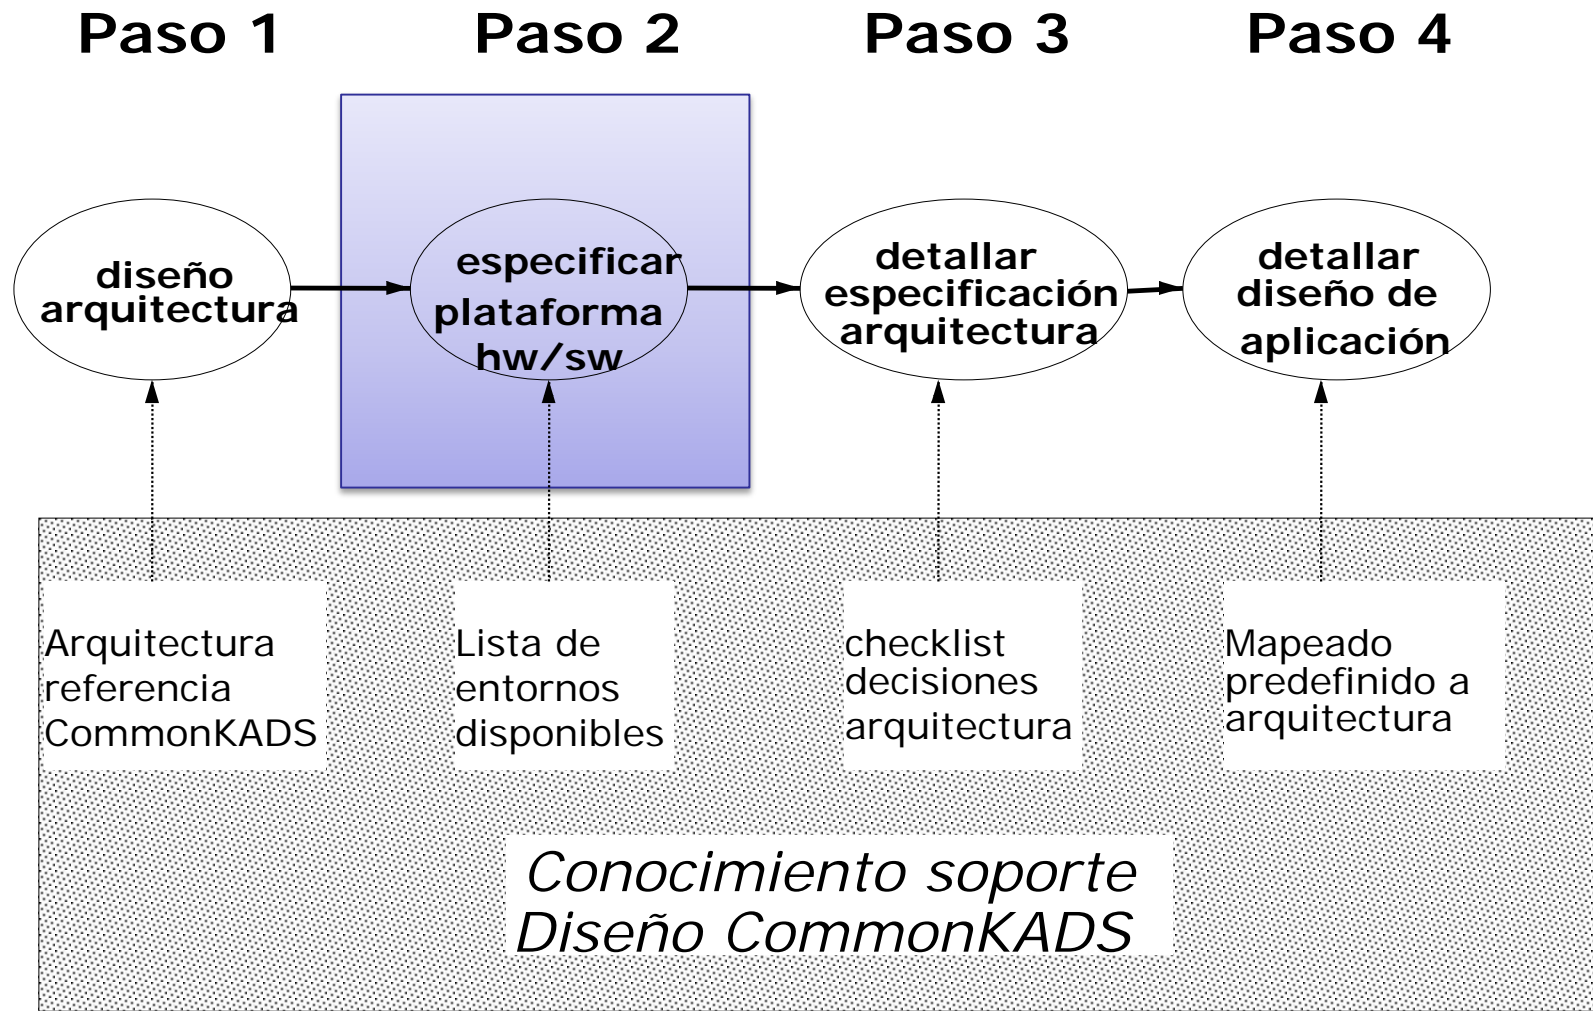 Paso 1
Paso 2
Paso 3
Paso 4
diseño
arquitectura
especificar
plataforma
hw/sw
detallar
especificación
arquitectura
detallar
diseño de
aplicación
Arquitectura
referencia
CommonKADS
Lista de
entornos
disponibles
checklist
decisiones
arquitectura
Mapeado
predefinido a
arquitectura
Conocimiento soporte
Diseño CommonKADS